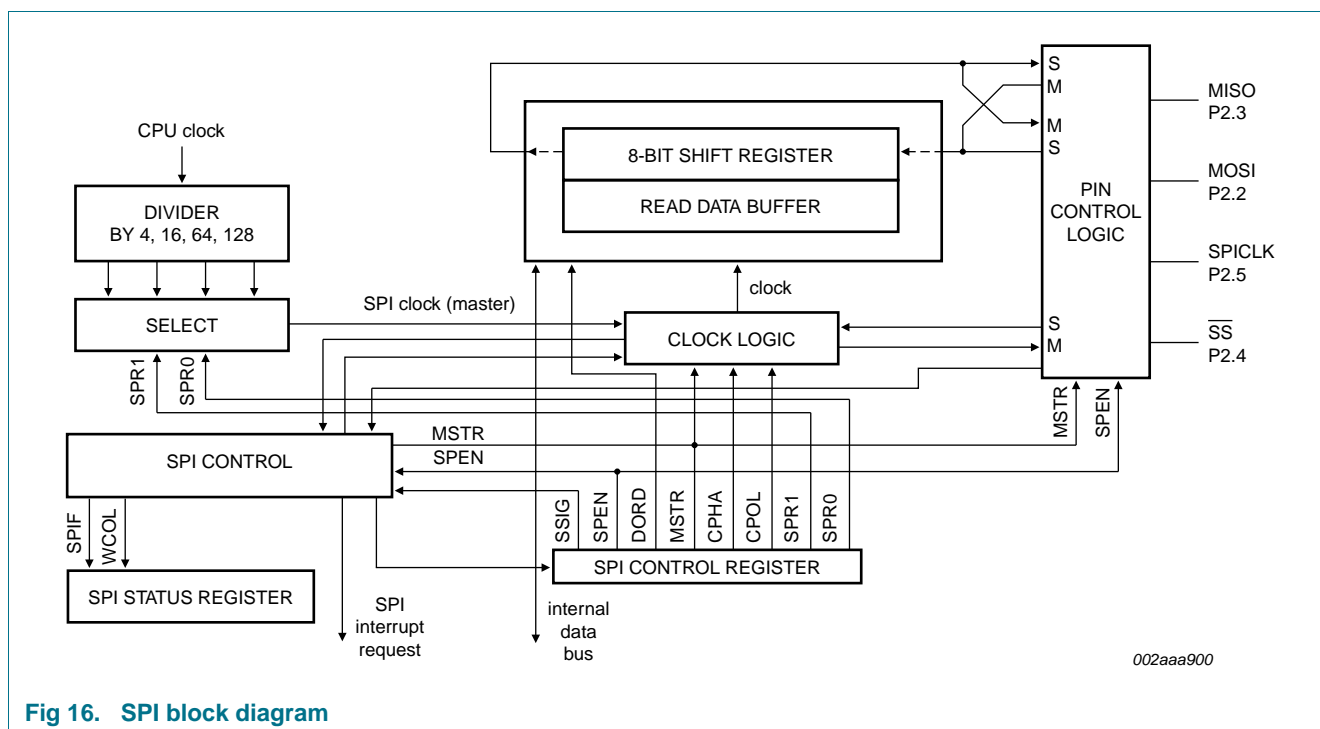 CPU clock
DIVIDER
BY 4, 16, 64, 128
SELECT
SPR1
SPR0
SPI clock (master)
8-BIT SHIFT REGISTER
READ DATA BUFFER
clock
CLOCK LOGIC
S
M
M
S
PIN
CONTROL
LOGIC
S
M
MISO
P2.3
MOSI
P2.2
SPICLK
P2.5
SS
P2.4
MSTR
SPEN
SPI CONTROL
MSTR
SPEN
SPIF
WCOL
SPI STATUS REGISTER
SPI
interrupt
request
SSIG
SPEN
DORD
MSTR
CPHA
CPOL
SPR1
SPR0
SPI CONTROL REGISTER
internal
data
bus
002aaa900
Fig 16. SPI block diagram